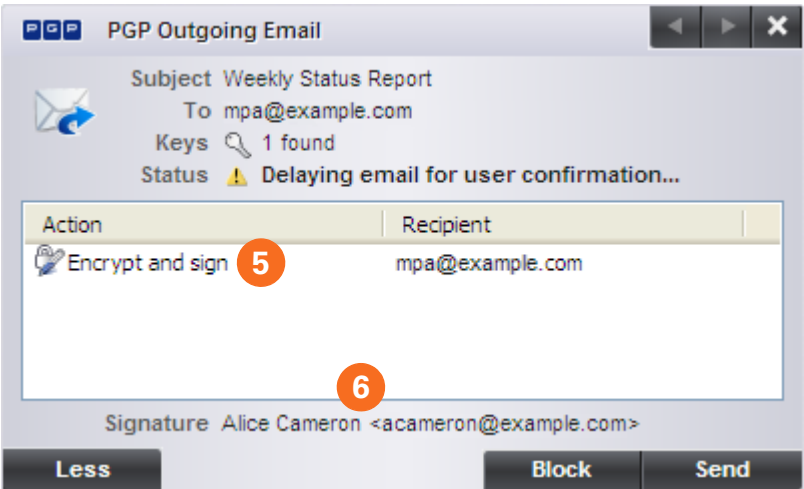 PGP PGP Outgoing Email
Subject Weekly Status Report
To mpa@example.com
Keys 1 found
Status Delaying email for user confirmation...
Action Recipient
Encrypt and sign 5 mpa@example.com
6
Signature Alice Cameron <acameron@example.com>
Less Block Send